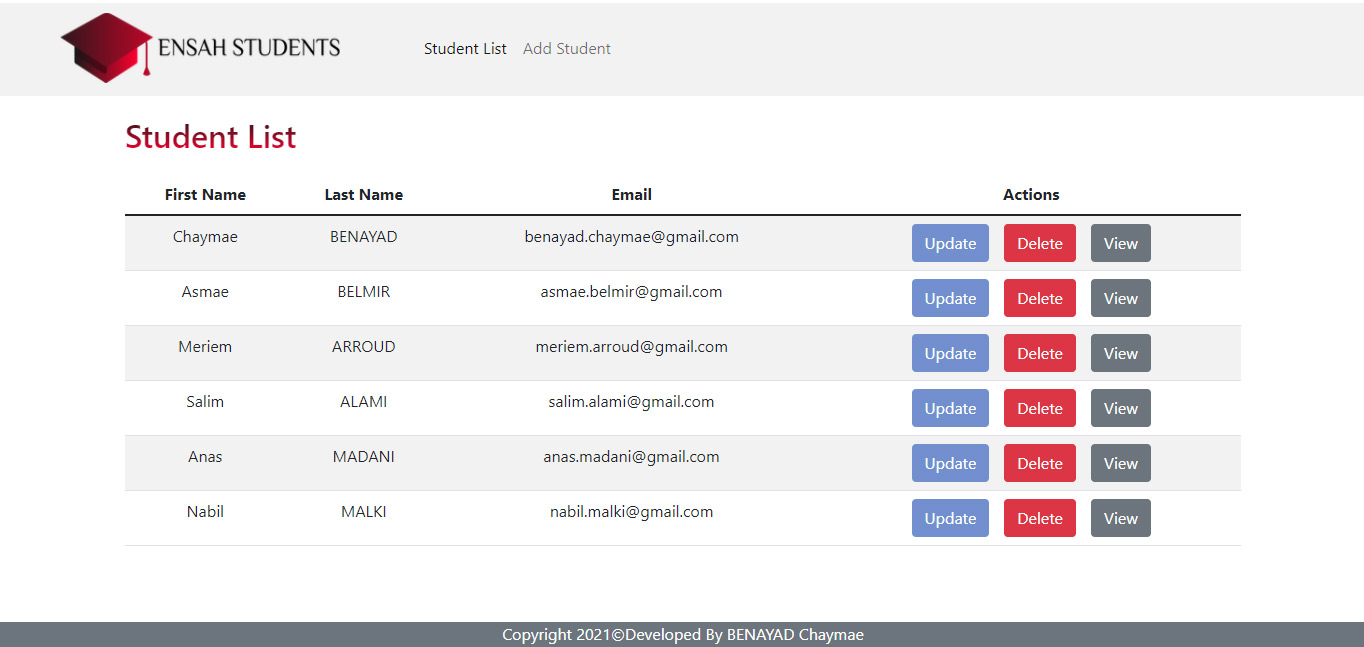 ENSAH STUDENTS Student List Add Student
Student List
First Name Last Name Email Actions
Chaymae BENAYAD benayad.chaymae@gmail.com Update Delete View
Asmae BELMIR asmae.belmir@gmail.com Update Delete View
Meriem ARROUD meriem.arroud@gmail.com Update Delete View
Salim ALAMI salim.alami@gmail.com Update Delete View
Anas MADANI anas.madani@gmail.com Update Delete View
Nabil MALKI nabil.malki@gmail.com Update Delete View
Copyright 2021©Developed By BENAYAD Chaymae